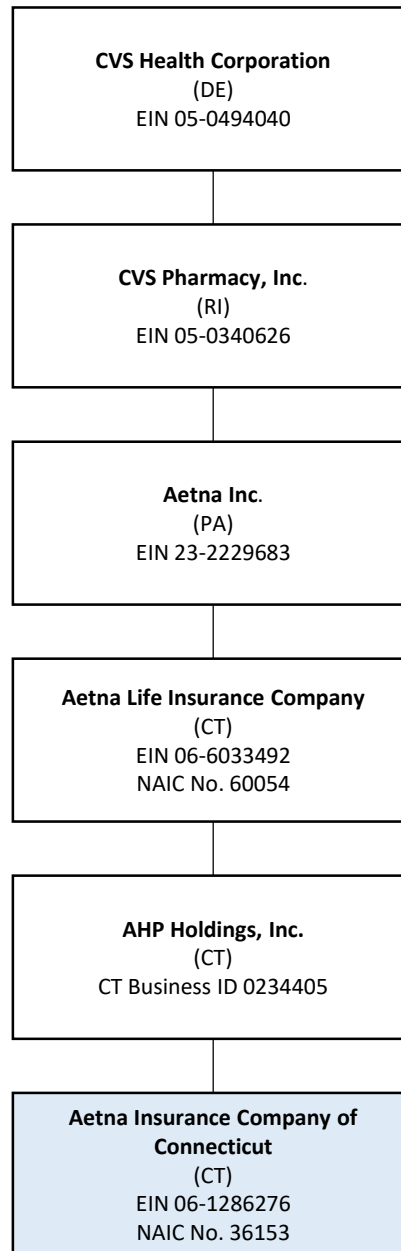 CVS Health Corporation
(DE)
EIN 05-0494040
CVS Pharmacy, Inc.
(RI)
EIN 05-0340626
Aetna Inc.
(PA)
EIN 23-2229683
Aetna Life Insurance Company
(CT)
EIN 06-6033492
NAIC No. 60054
AHP Holdings, Inc.
(CT)
CT Business ID 0234405
Aetna Insurance Company of
Connecticut
(CT)
EIN 06-1286276
NAIC No. 36153